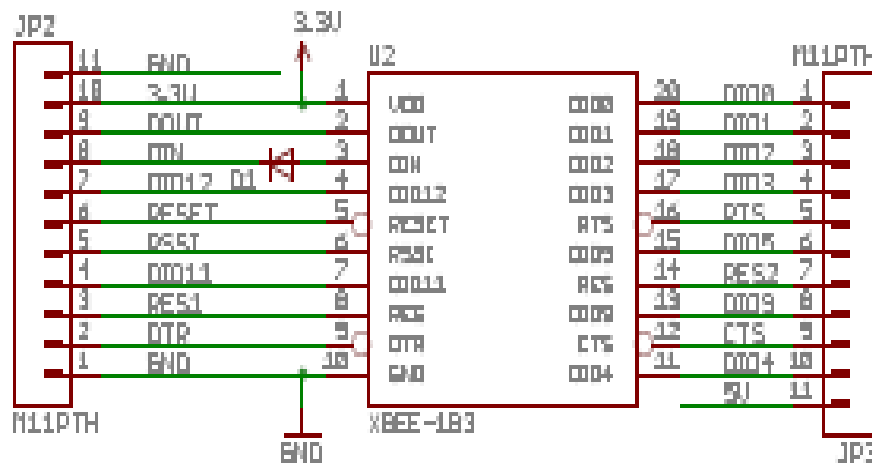 3.3V
JP2 U2 M11PTH
11 GND
10 3.3V 1 VDD DIO0 20 DIO0 1
9 DOUT 2 DOUT DIO1 19 DIO1 2
8 DIN 3 DIN DIO2 18 DIO2 3
7 DIO12 D1 4 DIO12 DIO3 17 DIO3 4
6 RESET 5 RESET RTS 16 RTS 5
5 RSSI 6 RSSI 15 DIO5 6
4 DIO11 7 DIO11 RES 14 RES2 7
3 RES1 8 RES DIO9 13 DIO9 8
2 DTR 9 DTR CTS 12 CTS 9
1 GND 10 GND DIO4 11 DIO4 10
5V 11
M11PTH XBEE-1B3 JP3
GND